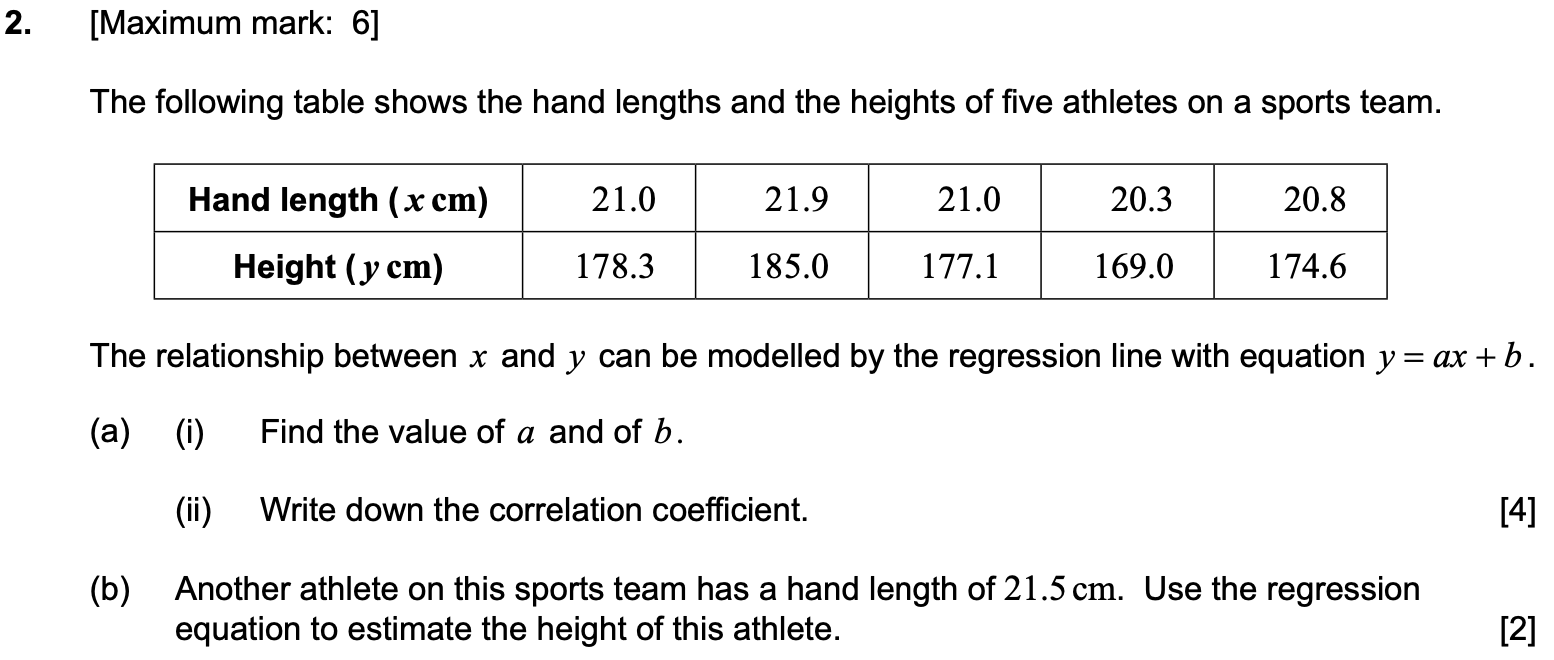 2. [Maximum mark: 6]
The following table shows the hand lengths and the heights of five athletes on a sports team.
Hand length (x cm) 21.0 21.9 21.0 20.3 20.8
Height (y cm) 178.3 185.0 177.1 169.0 174.6
The relationship between x and y can be modelled by the regression line with equation y = ax + b.
(a) (i) Find the value of a and of b.
(ii) Write down the correlation coefficient. [4]
(b) Another athlete on this sports team has a hand length of 21.5 cm. Use the regression
equation to estimate the height of this athlete. [2]